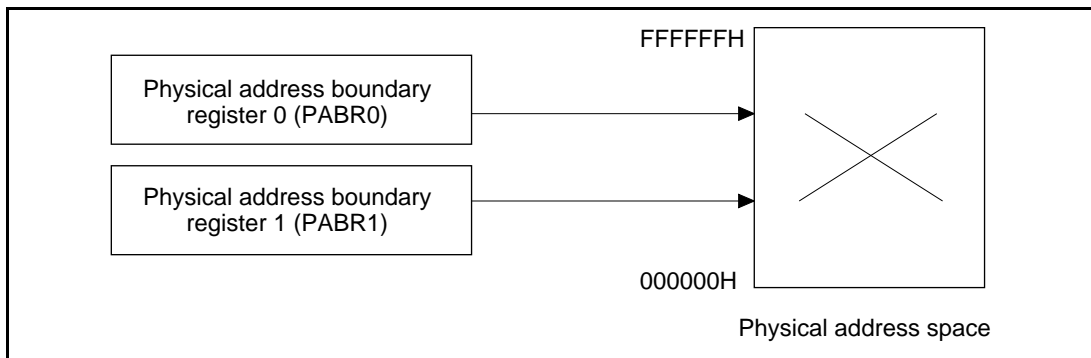 FFFFFFH
Physical address boundary
register 0 (PABR0)
Physical address boundary
register 1 (PABR1)
000000H
Physical address space